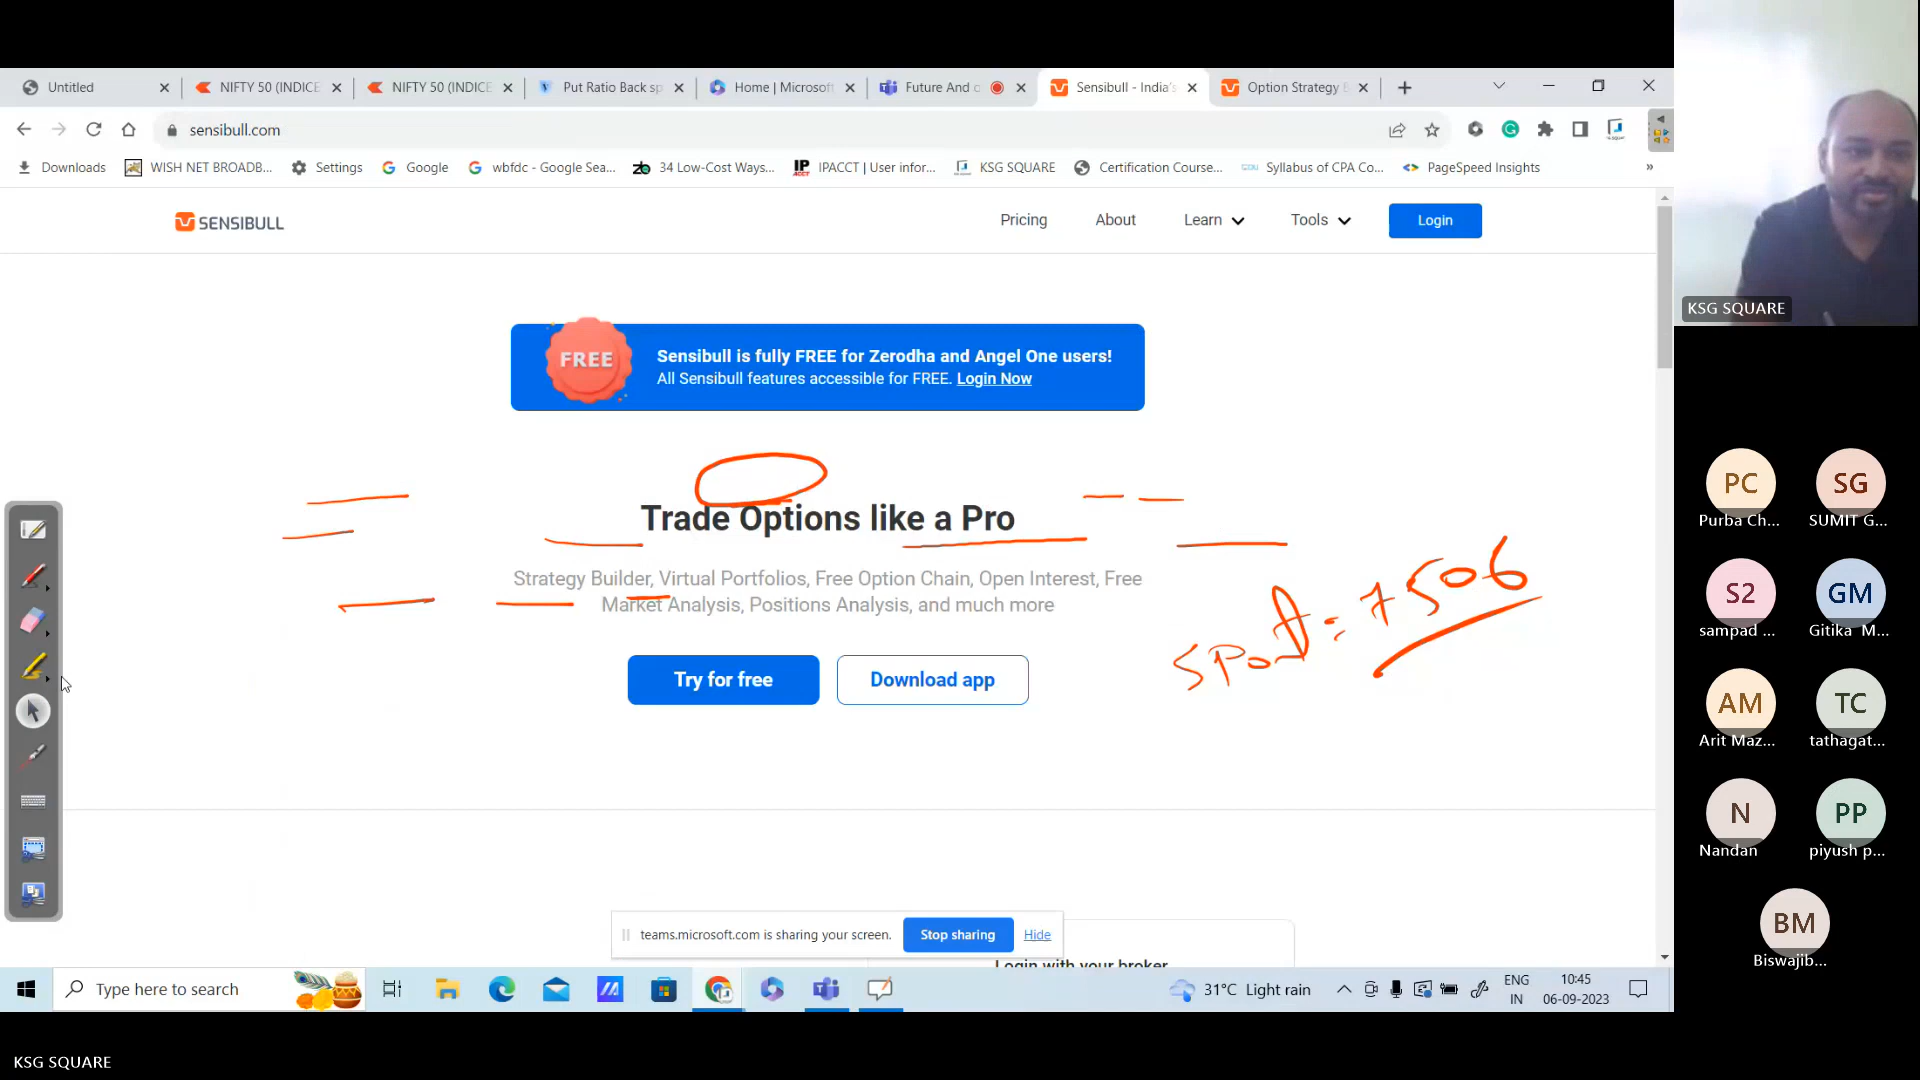 Untitled
NIFTY 50 (INDICE
NIFTY 50 (INDICE
Put Ratio Back sp
Home | Microsoft
Future And o
Sensibull - India's
Option Strategy B
sensibull.com
Downloads
WISH NET BROADB...
Settings
Google
wbfdc - Google Sea...
34 Low-Cost Ways...
IPACCT | User infor...
KSG SQUARE
Certification Course...
Syllabus of CPA Co...
PageSpeed Insights
»
SENSIBULL
Pricing
About
Learn
Tools
Login
FREE
Sensibull is fully FREE for Zerodha and Angel One users!
All Sensibull features accessible for FREE. Login Now
Trade Options like a Pro
Strategy Builder, Virtual Portfolios, Free Option Chain, Open Interest, Free
Market Analysis, Positions Analysis, and much more
Try for free
Download app
Spot = 7506
teams.microsoft.com is sharing your screen.
Stop sharing
Hide
Login with your broker
Type here to search
31°C Light rain
ENG
IN
10:45
06-09-2023
KSG SQUARE
PC
Purba Ch...
SG
SUMIT G...
S2
sampad ...
GM
Gitika M...
AM
Arit Maz...
TC
tathagat...
N
Nandan
PP
piyush p...
BM
Biswajib...
KSG SQUARE